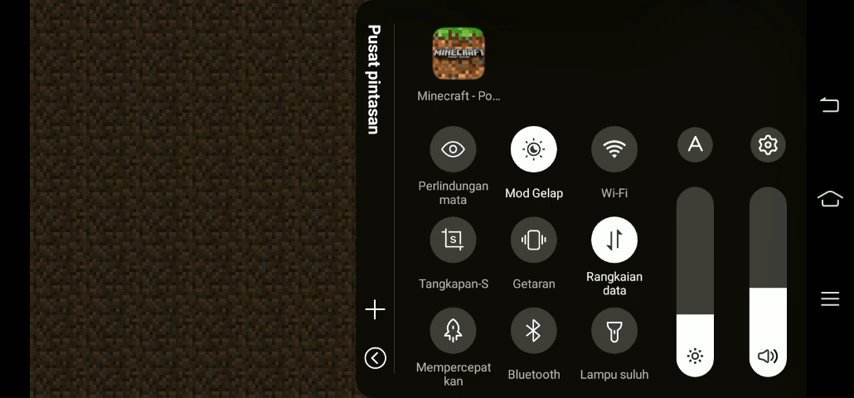 Pusat pintasan
MINECRAFT
Minecraft - Po...
Perlindungan
mata
Mod Gelap
Wi-Fi
A
S
Tangkapan-S
Getaran
Rangkaian
data
Mempercepat
kan
Bluetooth
Lampu suluh